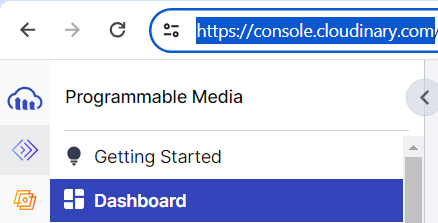 https://console.cloudinary.com/
Programmable Media
Getting Started
Dashboard